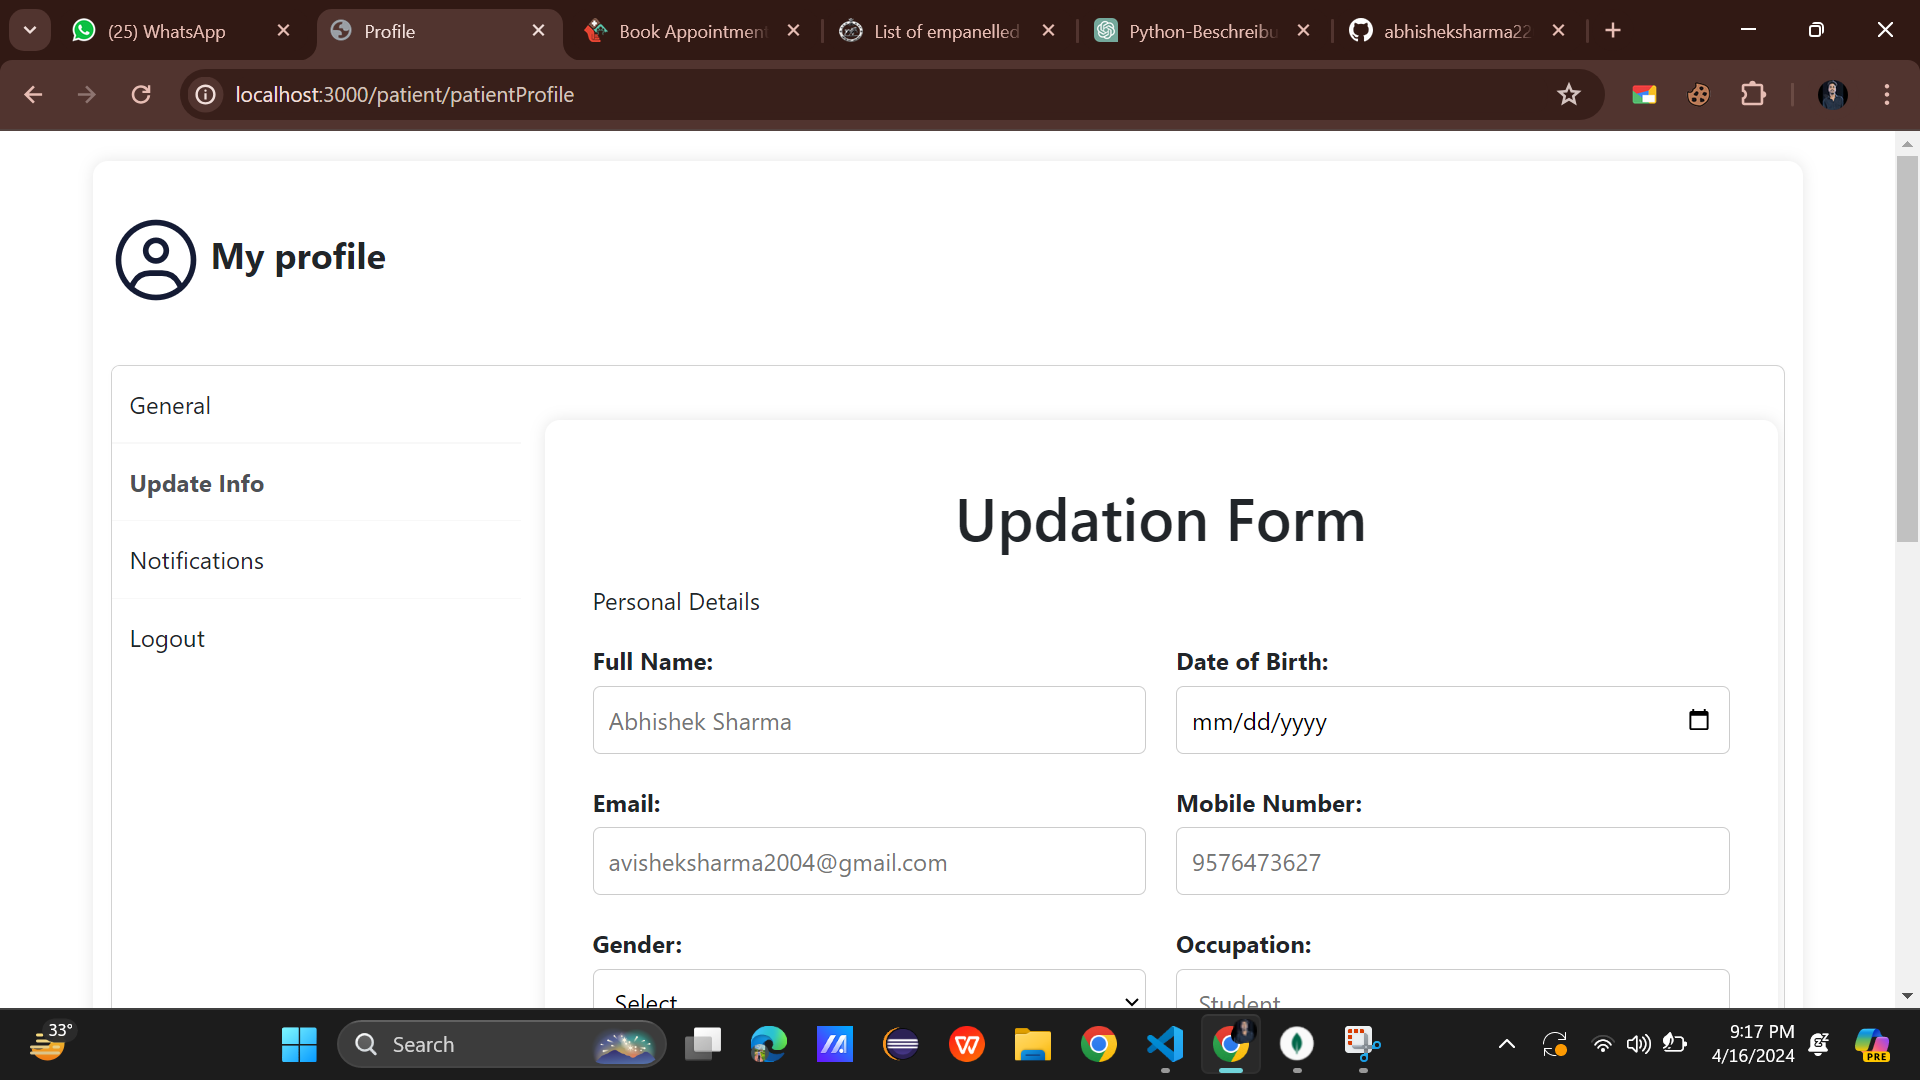 (25) WhatsApp
Profile
Book Appointment
List of empanelled
Python-Beschreibu
abhisheksharma22
localhost:3000/patient/patientProfile
My profile
General
Update Info
Notifications
Logout
Updation Form
Personal Details
Full Name:
Date of Birth:
Abhishek Sharma
mm/dd/yyyy
Email:
Mobile Number:
avisheksharma2004@gmail.com
9576473627
Gender:
Occupation:
Select
Student
33°
Search
9:17 PM
4/16/2024
PRE